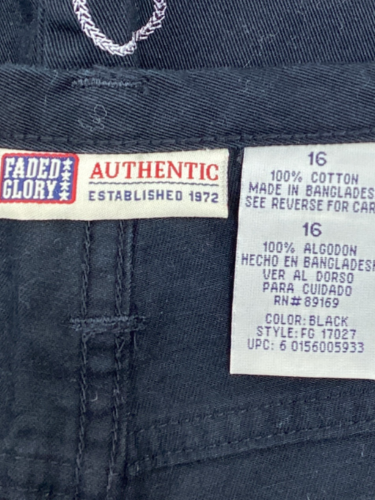 FADED
GLORY
AUTHENTIC
ESTABLISHED 1972
16
100% COTTON
MADE IN BANGLADES
SEE REVERSE FOR CAR
16
100% ALGODON
HECHO EN BANGLADESH
VER AL DORSO
PARA CUIDADO
RN#89169
COLOR: BLACK
STYLE: FG 17027
UPC: 6 0156005933